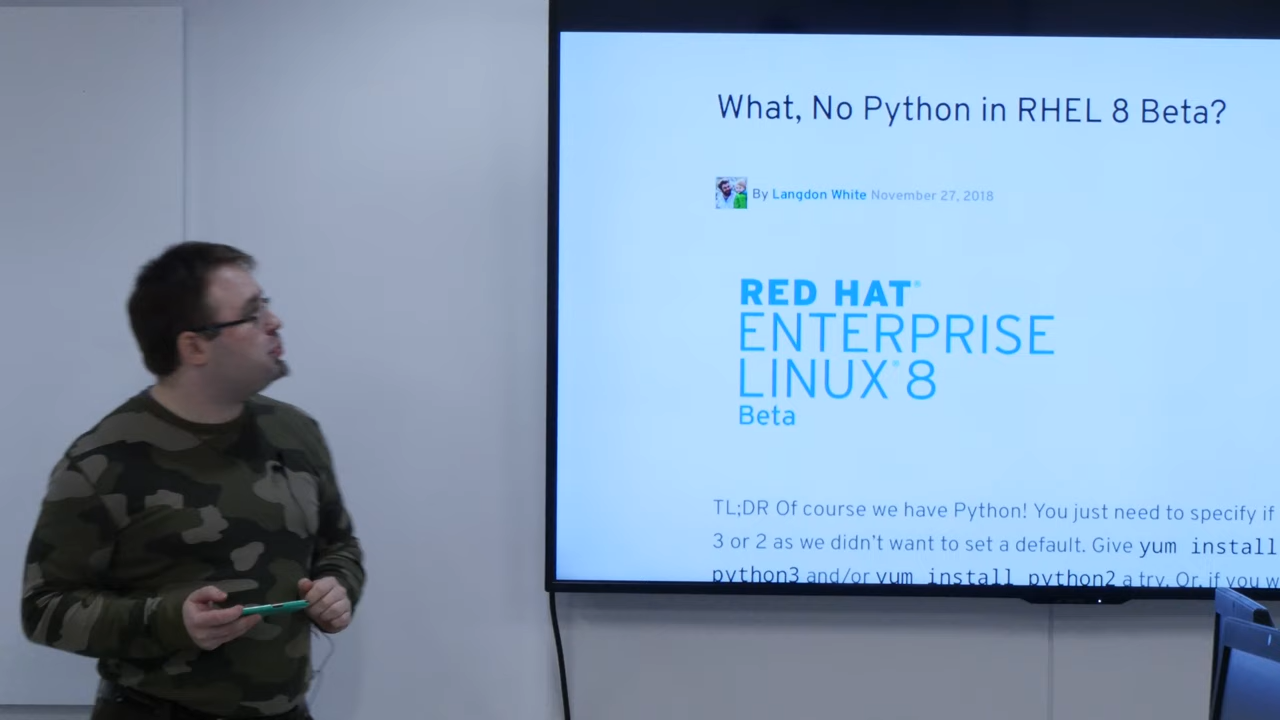 What, No Python in RHEL 8 Beta?
By Langdon White November 27, 2018
RED HAT®
ENTERPRISE
LINUX® 8
Beta
TL;DR Of course we have Python! You just need to specify if
3 or 2 as we didn't want to set a default. Give yum install
python3 and/or yum install python2 a try. Or, if you w